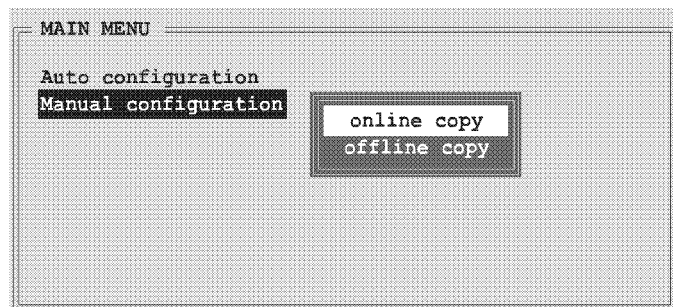 MAIN MENU
Auto configuration
Manual configuration
online copy
offline copy